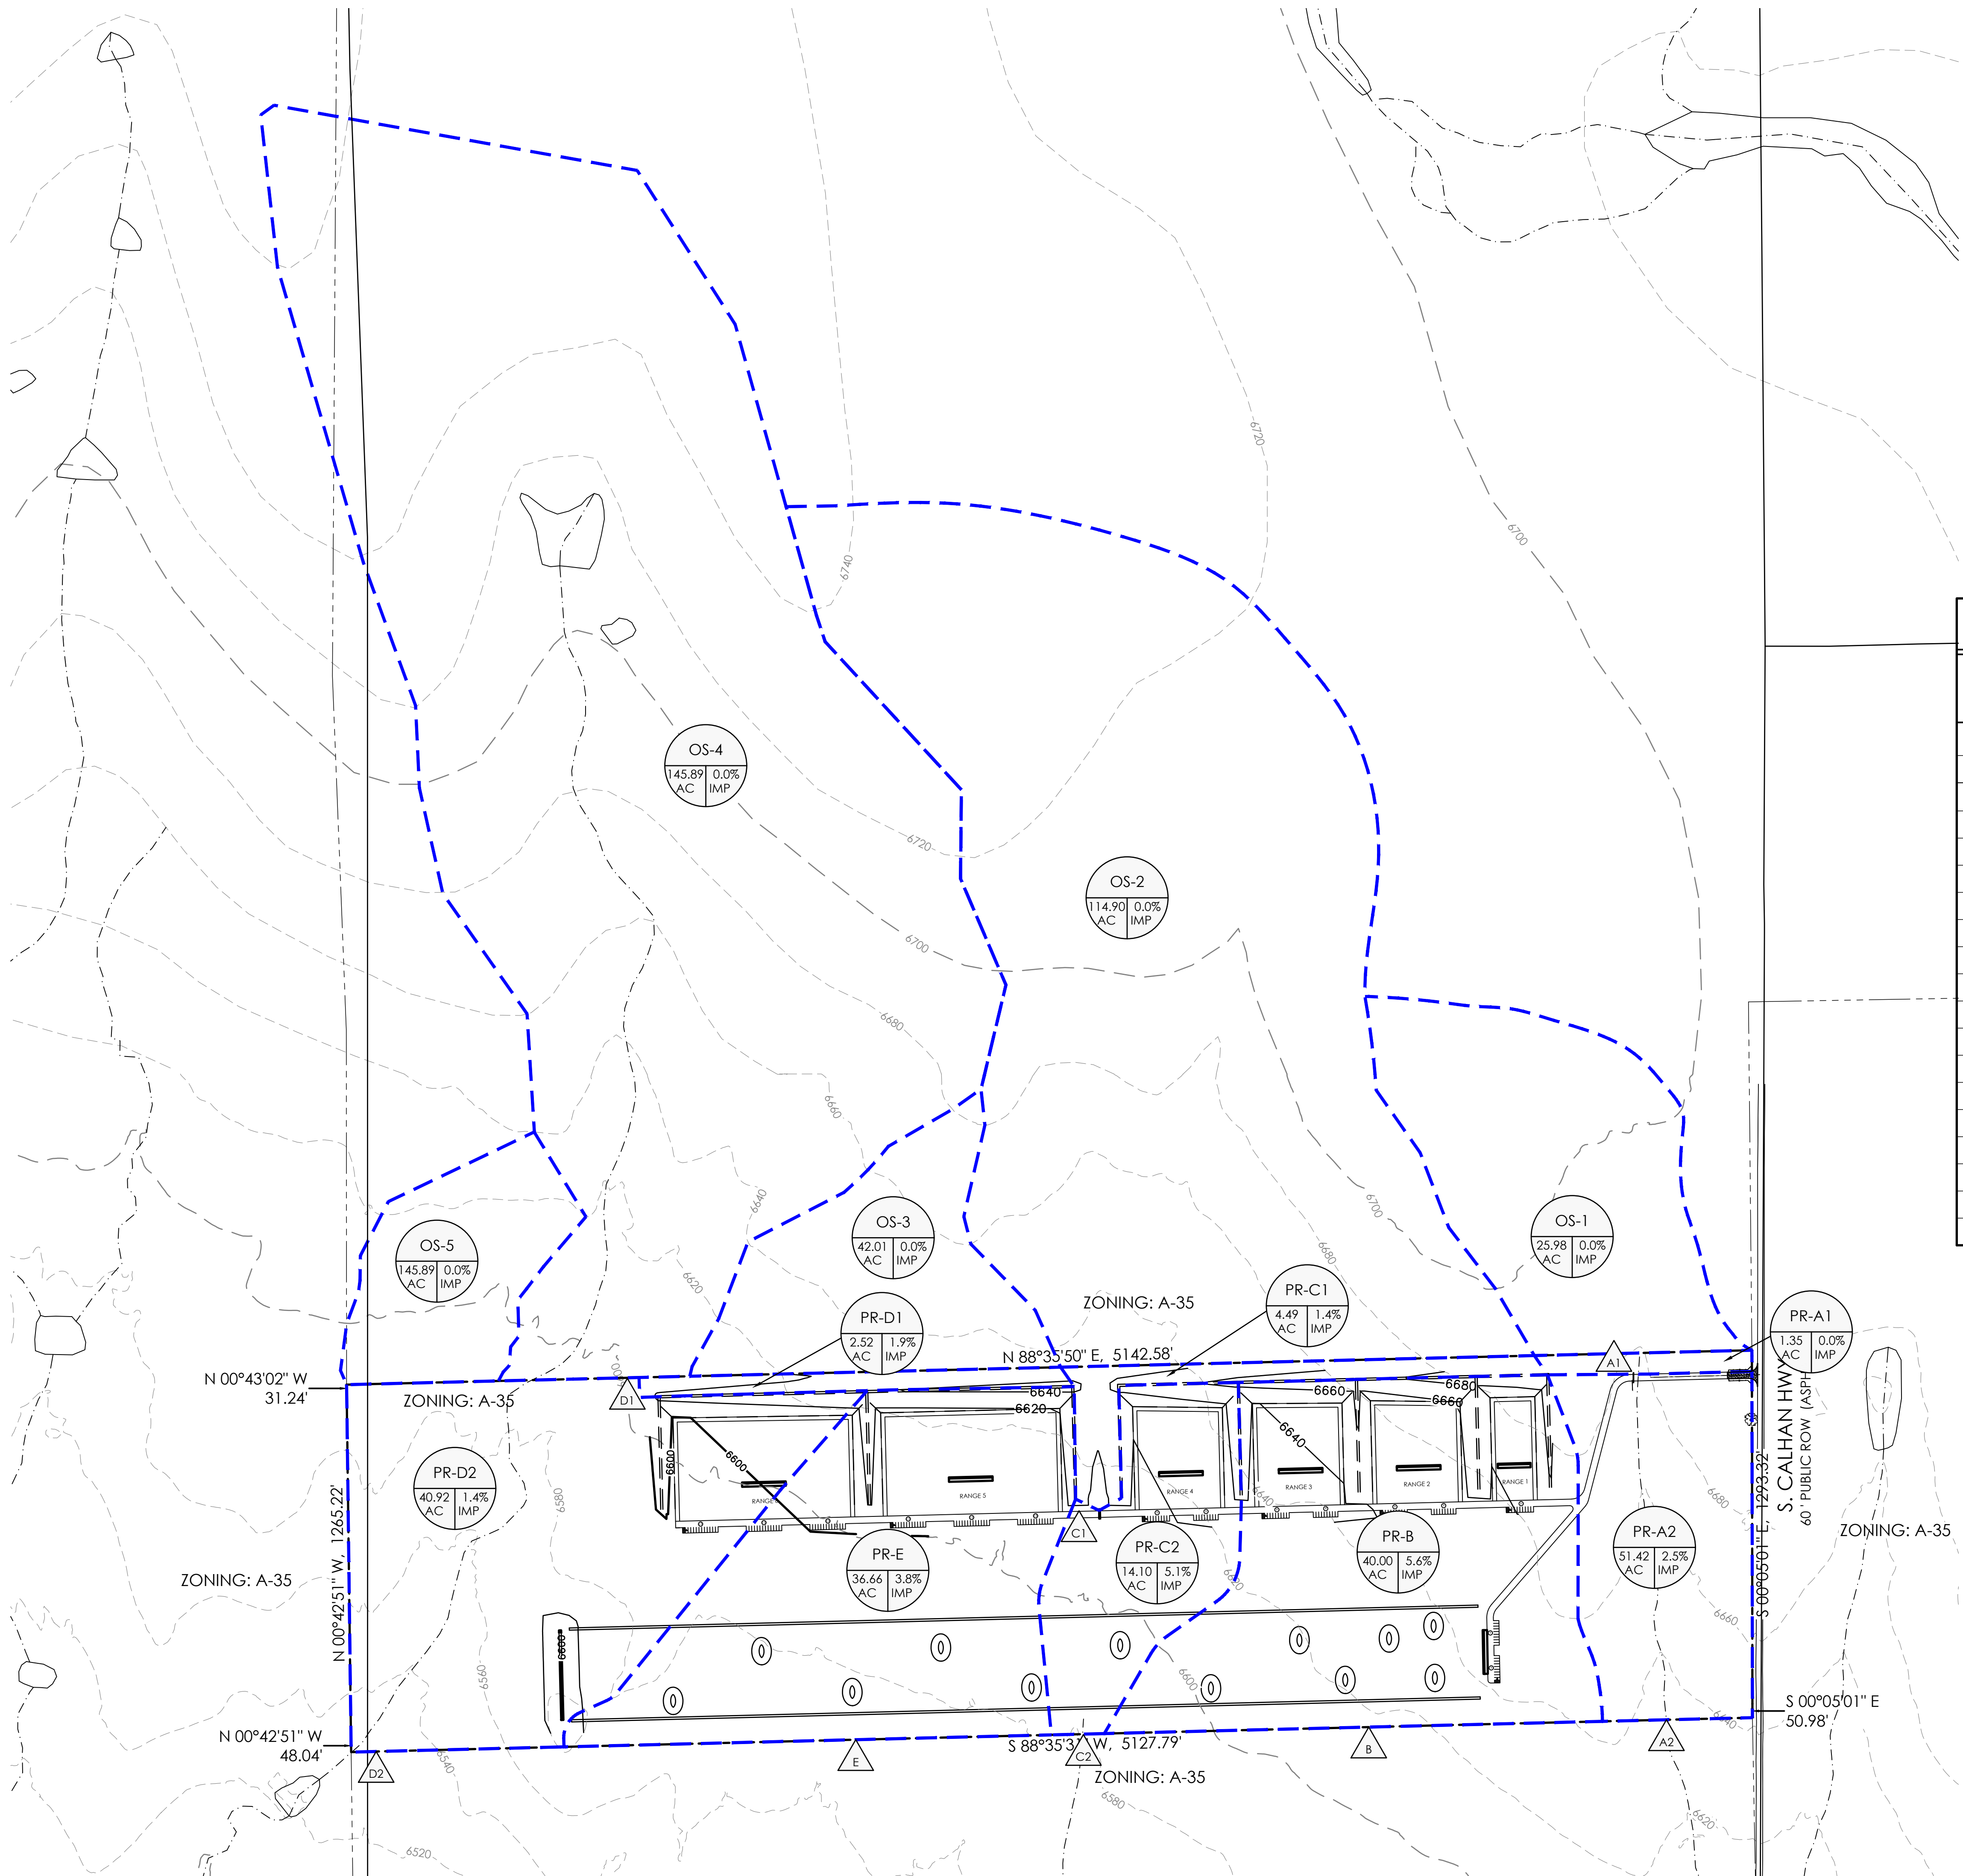 6720
6700
6740
OS-4
145.89 AC
0.0% IMP
6720
OS-2
114.90 AC
0.0% IMP
6700
6680
6660
6640
6700
OS-3
42.01 AC
0.0% IMP
OS-1
25.98 AC
0.0% IMP
OS-5
145.89 AC
0.0% IMP
6680
6620
PR-D1
2.52 AC
1.9% IMP
ZONING: A-35
PR-C1
4.49 AC
1.4% IMP
PR-A1
1.35 AC
0.0% IMP
N 88°35'50" E, 5142.58'
A1
N 00°43'02" W
31.24'
ZONING: A-35
D1
6640
6620
6660
6680
6660
6640
6600
6600
PR-D2
40.92 AC
1.4% IMP
6580
RANGE 5
RANGE 4
RANGE 3
RANGE 2
RANGE 1
6640
6680
S. CALHAN HWY
60' PUBLIC ROW (ASPH
S 00°05'01" E, 1293.32'
N 00°42'51" W, 1265.22'
C1
PR-E
36.66 AC
3.8% IMP
PR-C2
14.10 AC
5.1% IMP
PR-B
40.00 AC
5.6% IMP
PR-A2
51.42 AC
2.5% IMP
ZONING: A-35
ZONING: A-35
6620
6660
6600
6560
6600
S 00°05'01" E
50.98'
6640
N 00°42'51" W
48.04'
S 88°35'31" W, 5127.79'
D2
E
C2
B
A2
6540
ZONING: A-35
6580
6620
6520